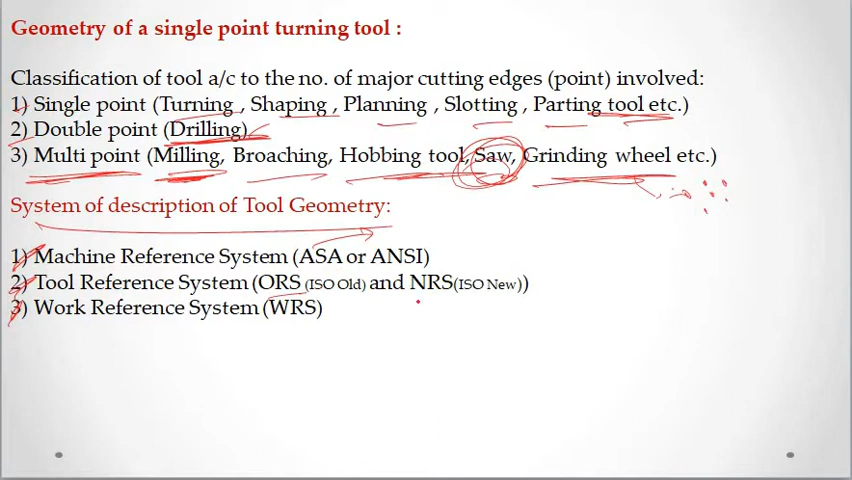 Geometry of a single point turning tool :
Classification of tool a/c to the no. of major cutting edges (point) involved:
1) Single point (Turning , Shaping , Planning , Slotting , Parting tool etc.)
2) Double point (Drilling)
3) Multi point (Milling, Broaching, Hobbing tool, Saw, Grinding wheel etc.)
System of description of Tool Geometry:
1) Machine Reference System (ASA or ANSI)
2) Tool Reference System (ORS (ISO Old) and NRS(ISO New))
3) Work Reference System (WRS)